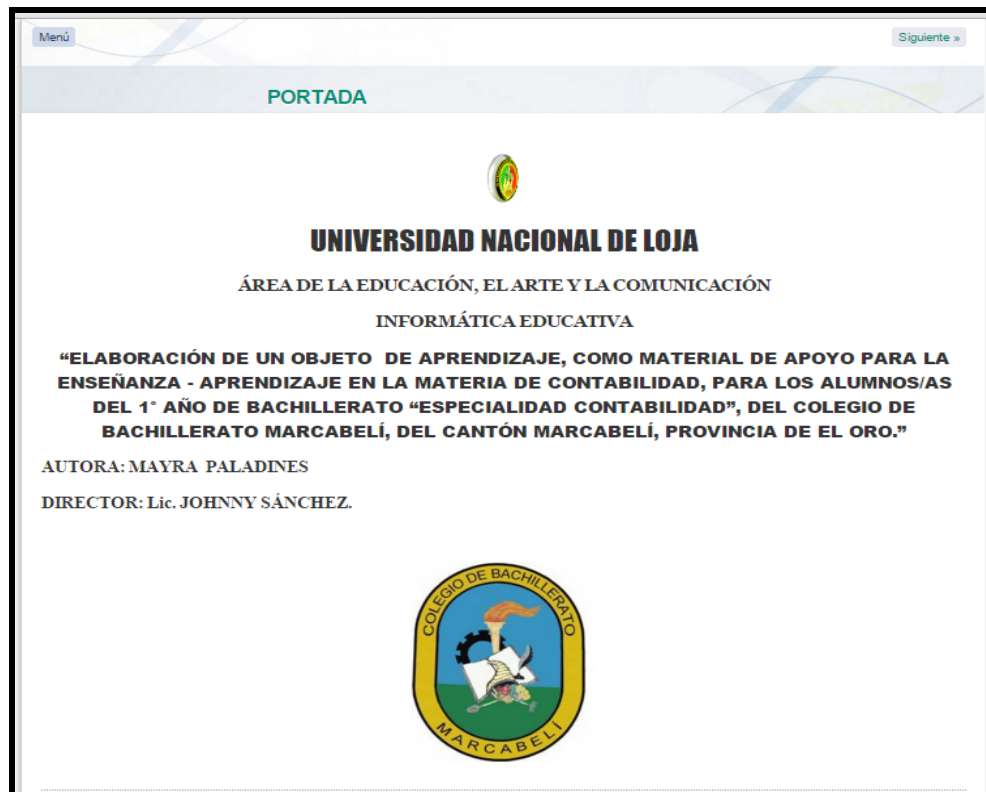 Menú
Siguiente »
PORTADA
UNIVERSIDAD NACIONAL DE LOJA
ÁREA DE LA EDUCACIÓN, EL ARTE Y LA COMUNICACIÓN
INFORMÁTICA EDUCATIVA
“ELABORACIÓN DE UN OBJETO DE APRENDIZAJE, COMO MATERIAL DE APOYO PARA LA
ENSEÑANZA - APRENDIZAJE EN LA MATERIA DE CONTABILIDAD, PARA LOS ALUMNOS/AS
DEL 1° AÑO DE BACHILLERATO “ESPECIALIDAD CONTABILIDAD”, DEL COLEGIO DE
BACHILLERATO MARCABELÍ, DEL CANTÓN MARCABELÍ, PROVINCIA DE EL ORO.”
AUTORA: MAYRA PALADINES
DIRECTOR: Lic. JOHNNY SÁNCHEZ.
COLEGIO DE BACHILLERATO
MARCABELÍ